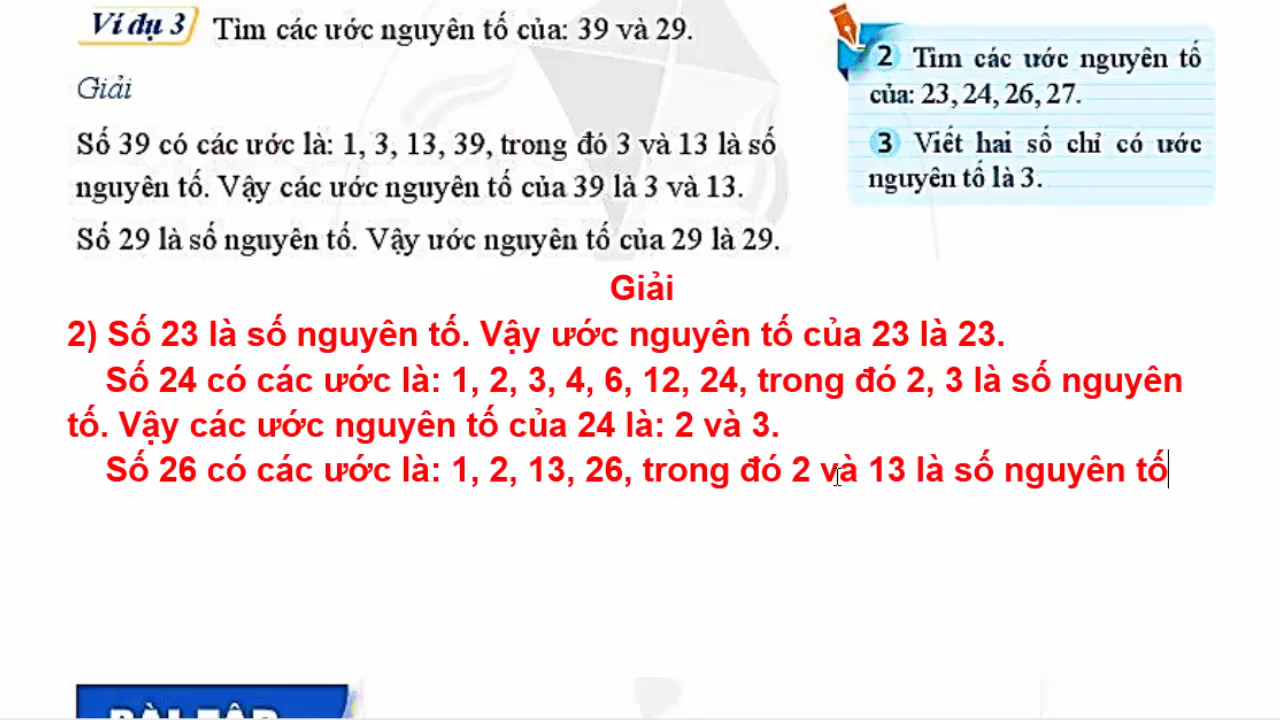 Ví dụ 3 Tìm các ước nguyên tố của: 39 và 29.
Giải
Số 39 có các ước là: 1, 3, 13, 39, trong đó 3 và 13 là số
nguyên tố. Vậy các ước nguyên tố của 39 là 3 và 13.
Số 29 là số nguyên tố. Vậy ước nguyên tố của 29 là 29.
2 Tìm các ước nguyên tố
của: 23, 24, 26, 27.
3 Viết hai số chỉ có ước
nguyên tố là 3.
Giải
2) Số 23 là số nguyên tố. Vậy ước nguyên tố của 23 là 23.
Số 24 có các ước là: 1, 2, 3, 4, 6, 12, 24, trong đó 2, 3 là số nguyên
tố. Vậy các ước nguyên tố của 24 là: 2 và 3.
Số 26 có các ước là: 1, 2, 13, 26, trong đó 2 và 13 là số nguyên tố
BÀI TẬP